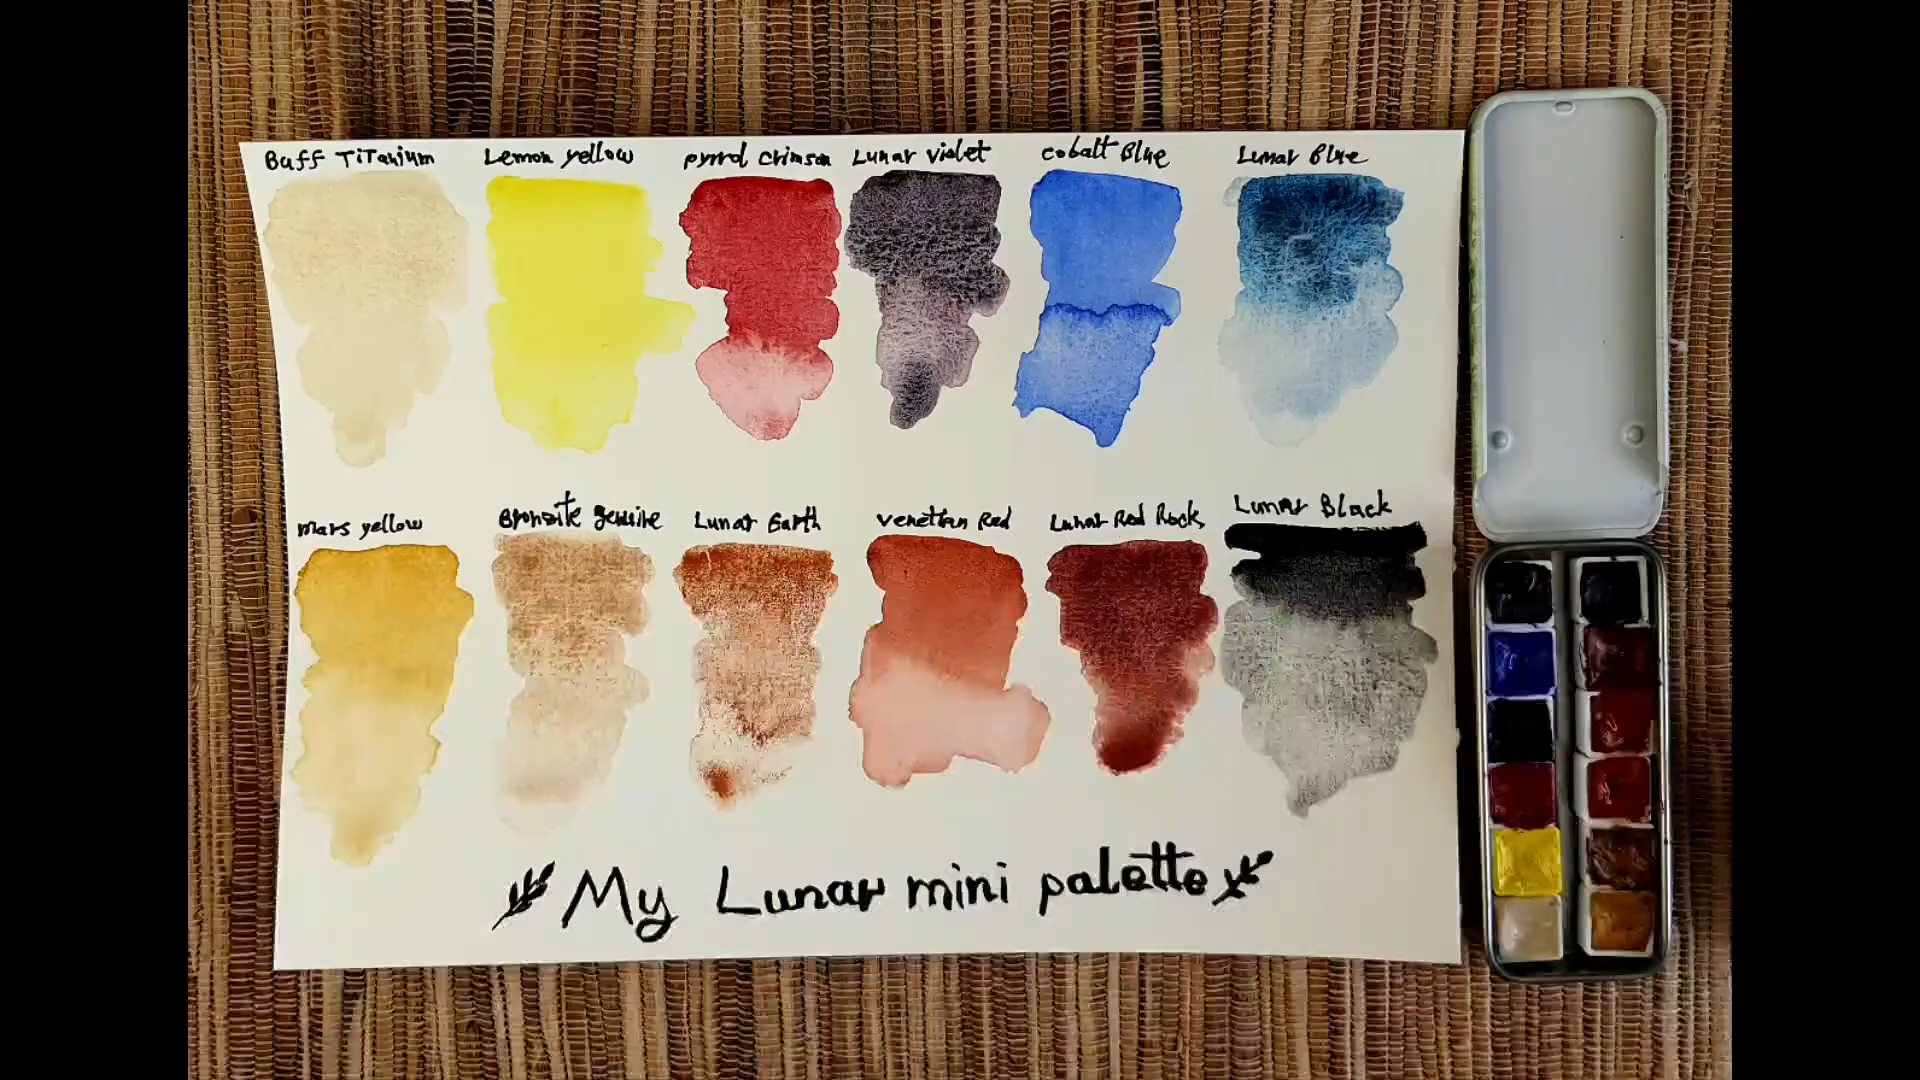 Buff Titanium
Lemon yellow
pyrrol crimson
Lunar violet
cobalt Blue
Lunar Blue
mars yellow
Bronzite genuine
Lunar Earth
venetian Red
Lunar Red Rock
Lunar Black
My Lunar mini palette